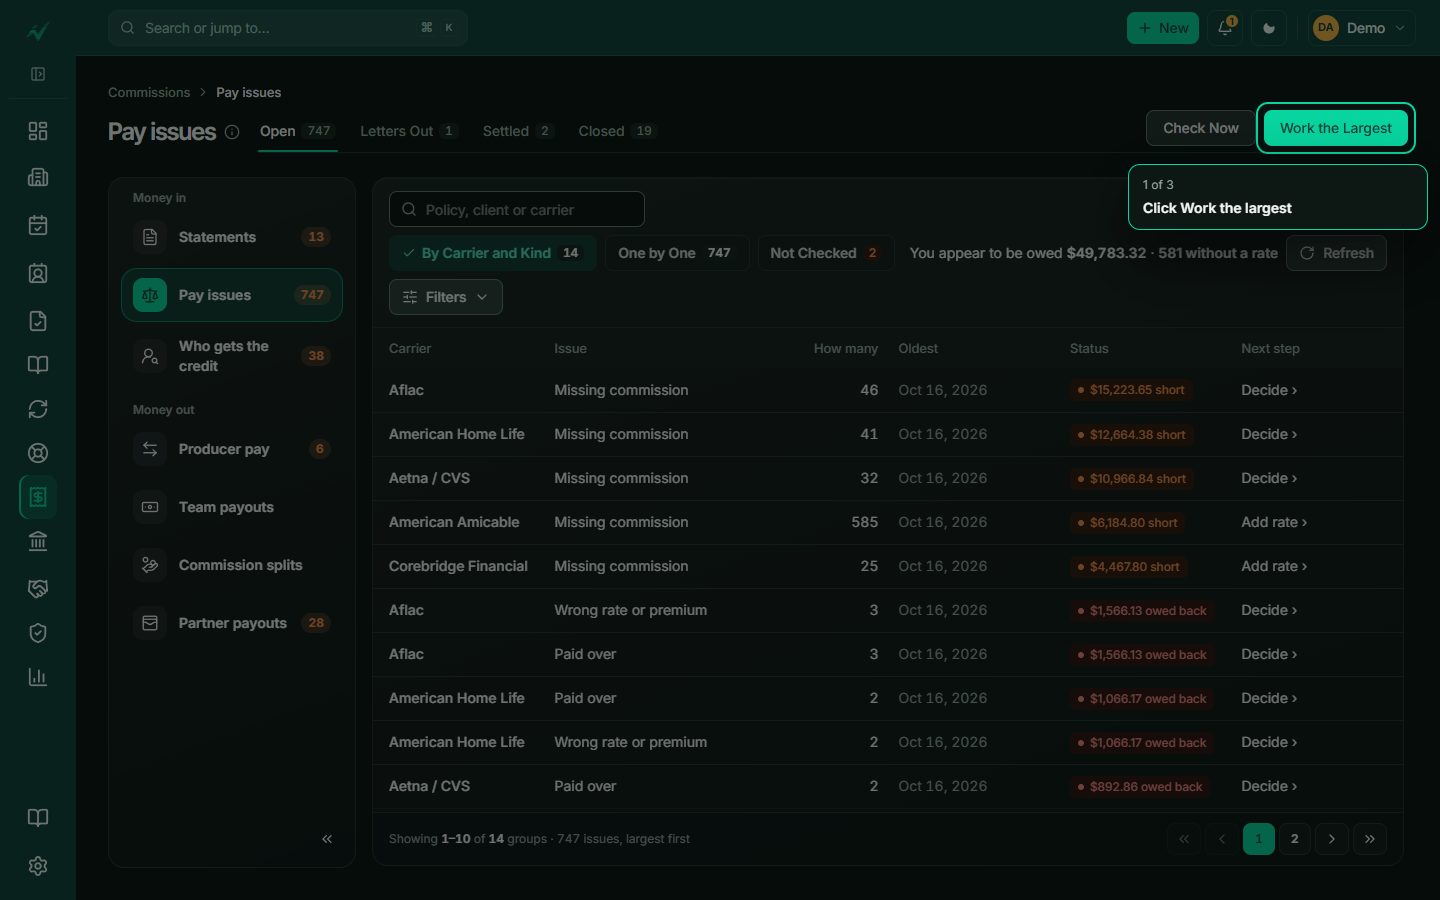 Search or jump to... ⌘ K
+ New 1 DA Demo
Commissions > Pay issues
Pay issues Open 747 Letters Out 1 Settled 2 Closed 19 Check Now Work the Largest
1 of 3
Click Work the largest
Money in
Statements 13
Pay issues 747
Who gets the credit 38
Money out
Producer pay 6
Team payouts
Commission splits
Partner payouts 28
«
Policy, client or carrier
By Carrier and Kind 14 One by One 747 Not Checked 2 You appear to be owed $49,783.32 · 581 without a rate Refresh
Filters
Carrier Issue How many Oldest Status Next step
Aflac Missing commission 46 Oct 16, 2026 $15,223.65 short Decide ›
American Home Life Missing commission 41 Oct 16, 2026 $12,664.38 short Decide ›
Aetna / CVS Missing commission 32 Oct 16, 2026 $10,966.84 short Decide ›
American Amicable Missing commission 585 Oct 16, 2026 $6,184.80 short Add rate ›
Corebridge Financial Missing commission 25 Oct 16, 2026 $4,467.80 short Add rate ›
Aflac Wrong rate or premium 3 Oct 16, 2026 $1,566.13 owed back Decide ›
Aflac Paid over 3 Oct 16, 2026 $1,566.13 owed back Decide ›
American Home Life Paid over 2 Oct 16, 2026 $1,066.17 owed back Decide ›
American Home Life Wrong rate or premium 2 Oct 16, 2026 $1,066.17 owed back Decide ›
Aetna / CVS Paid over 2 Oct 16, 2026 $892.86 owed back Decide ›
Showing 1–10 of 14 groups · 747 issues, largest first « ‹ 1 2 › »